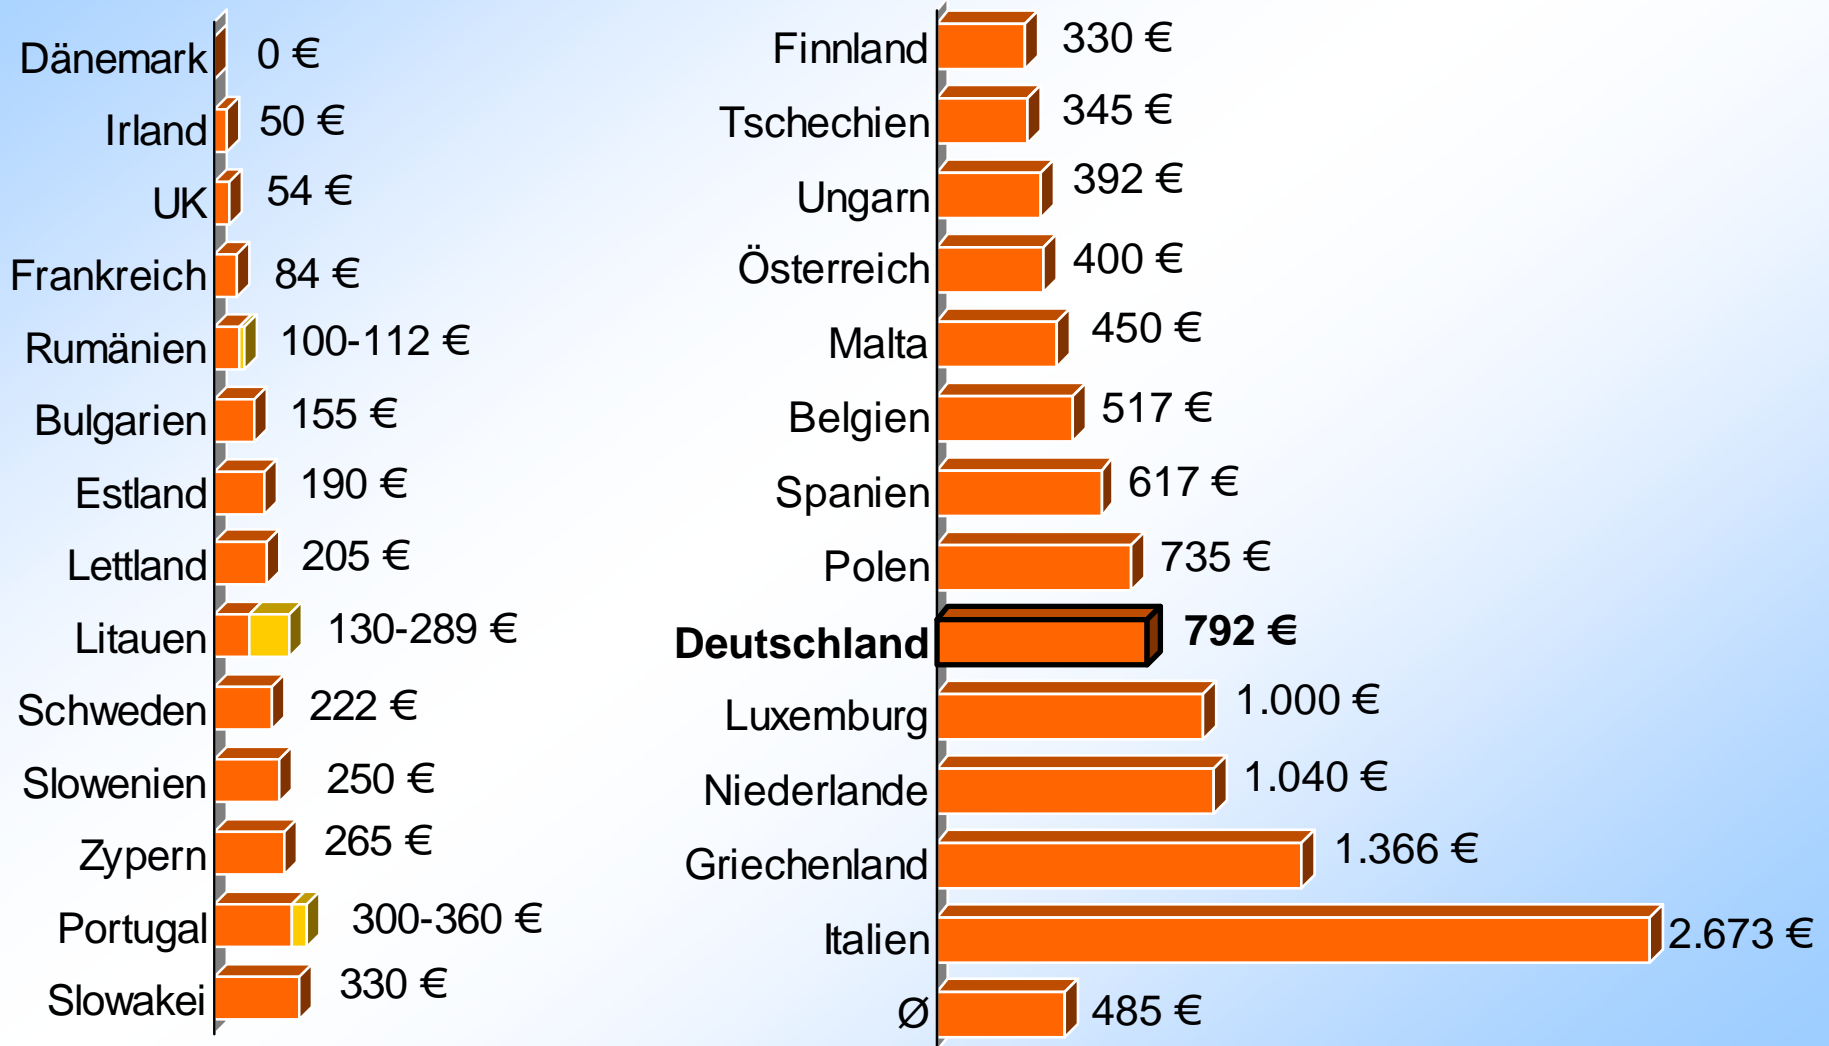 Dänemark 0 €
Irland 50 €
UK 54 €
Frankreich 84 €
Rumänien 100-112 €
Bulgarien 155 €
Estland 190 €
Lettland 205 €
Litauen 130-289 €
Schweden 222 €
Slowenien 250 €
Zypern 265 €
Portugal 300-360 €
Slowakei 330 €
Finnland 330 €
Tschechien 345 €
Ungarn 392 €
Österreich 400 €
Malta 450 €
Belgien 517 €
Spanien 617 €
Polen 735 €
Deutschland 792 €
Luxemburg 1.000 €
Niederlande 1.040 €
Griechenland 1.366 €
Italien 2.673 €
Ø 485 €